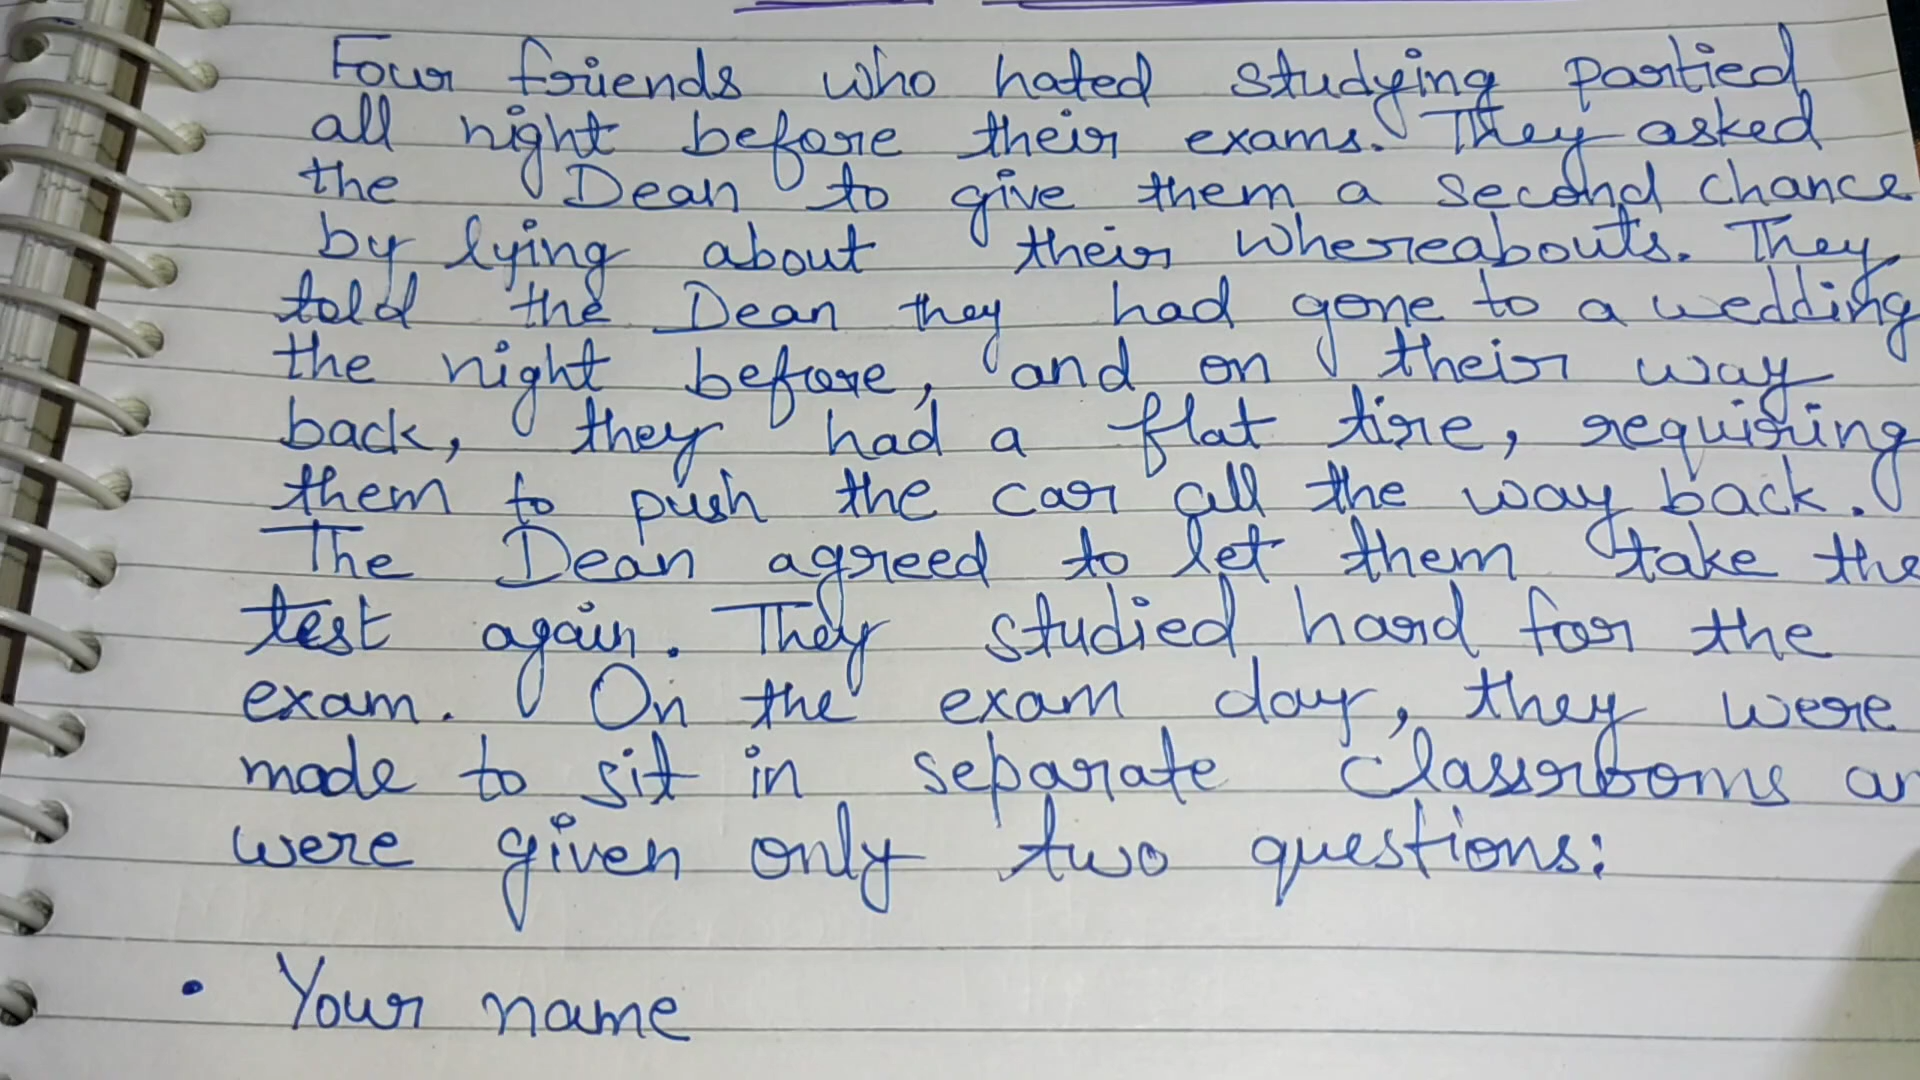 Four friends who hated studying partied
all night before their exams. They asked
the Dean to give them a second chance
by lying about their whereabouts. They
told the Dean they had gone to a wedding
the night before, and on their way
back, they had a flat tire, requiring
them to push the car all the way back.
The Dean agreed to let them take the
test again. They studied hard for the
exam. On the exam day, they were
made to sit in separate classrooms
were given only two questions:
• Your name